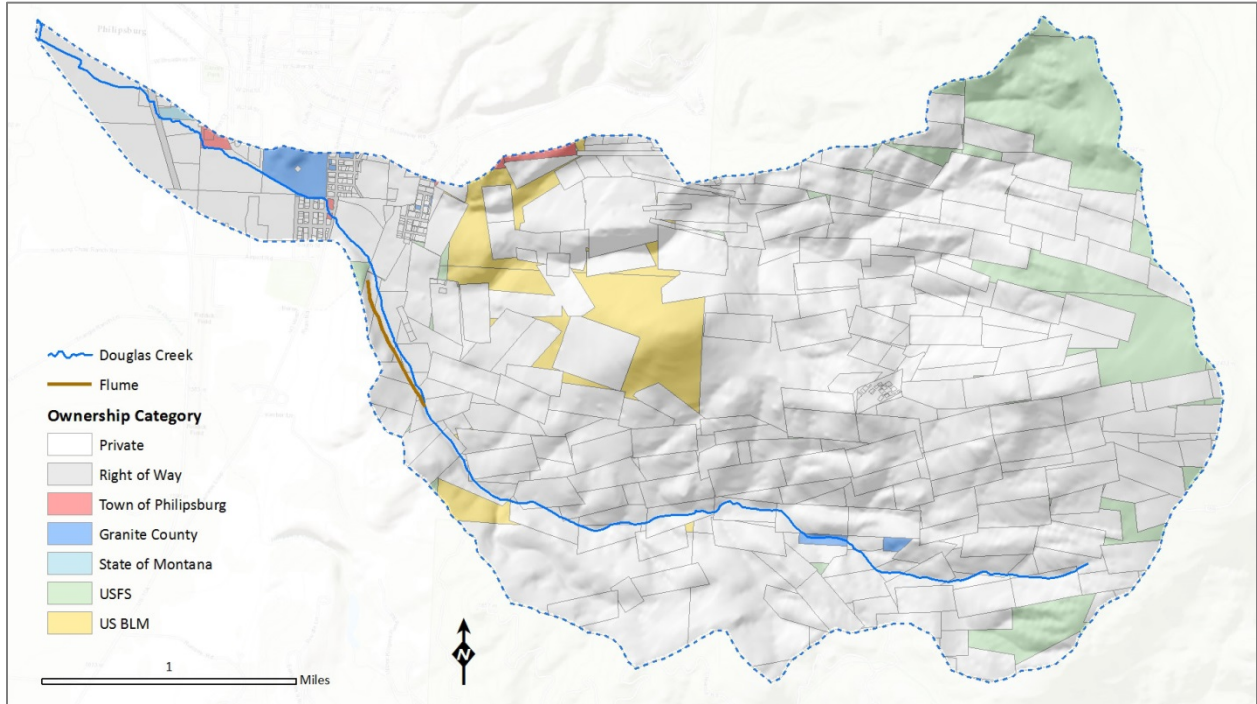 Philipsburg
Douglas Creek
Flume
Ownership Category
Private
Right of Way
Town of Philipsburg
Granite County
State of Montana
USFS
US BLM
1
Miles
N